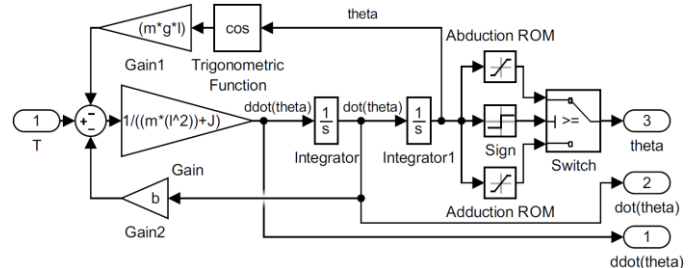 theta
(m*g*l)
cos
Abduction ROM
Gain1
Trigonometric
Function
ddot(theta)
dot(theta)
1
T
+
−
−
1/((m*(l^2))+J)
1
s
1
s
>=
3
theta
Integrator
Integrator1
Sign
Switch
Gain
b
Gain2
Adduction ROM
2
dot(theta)
1
ddot(theta)